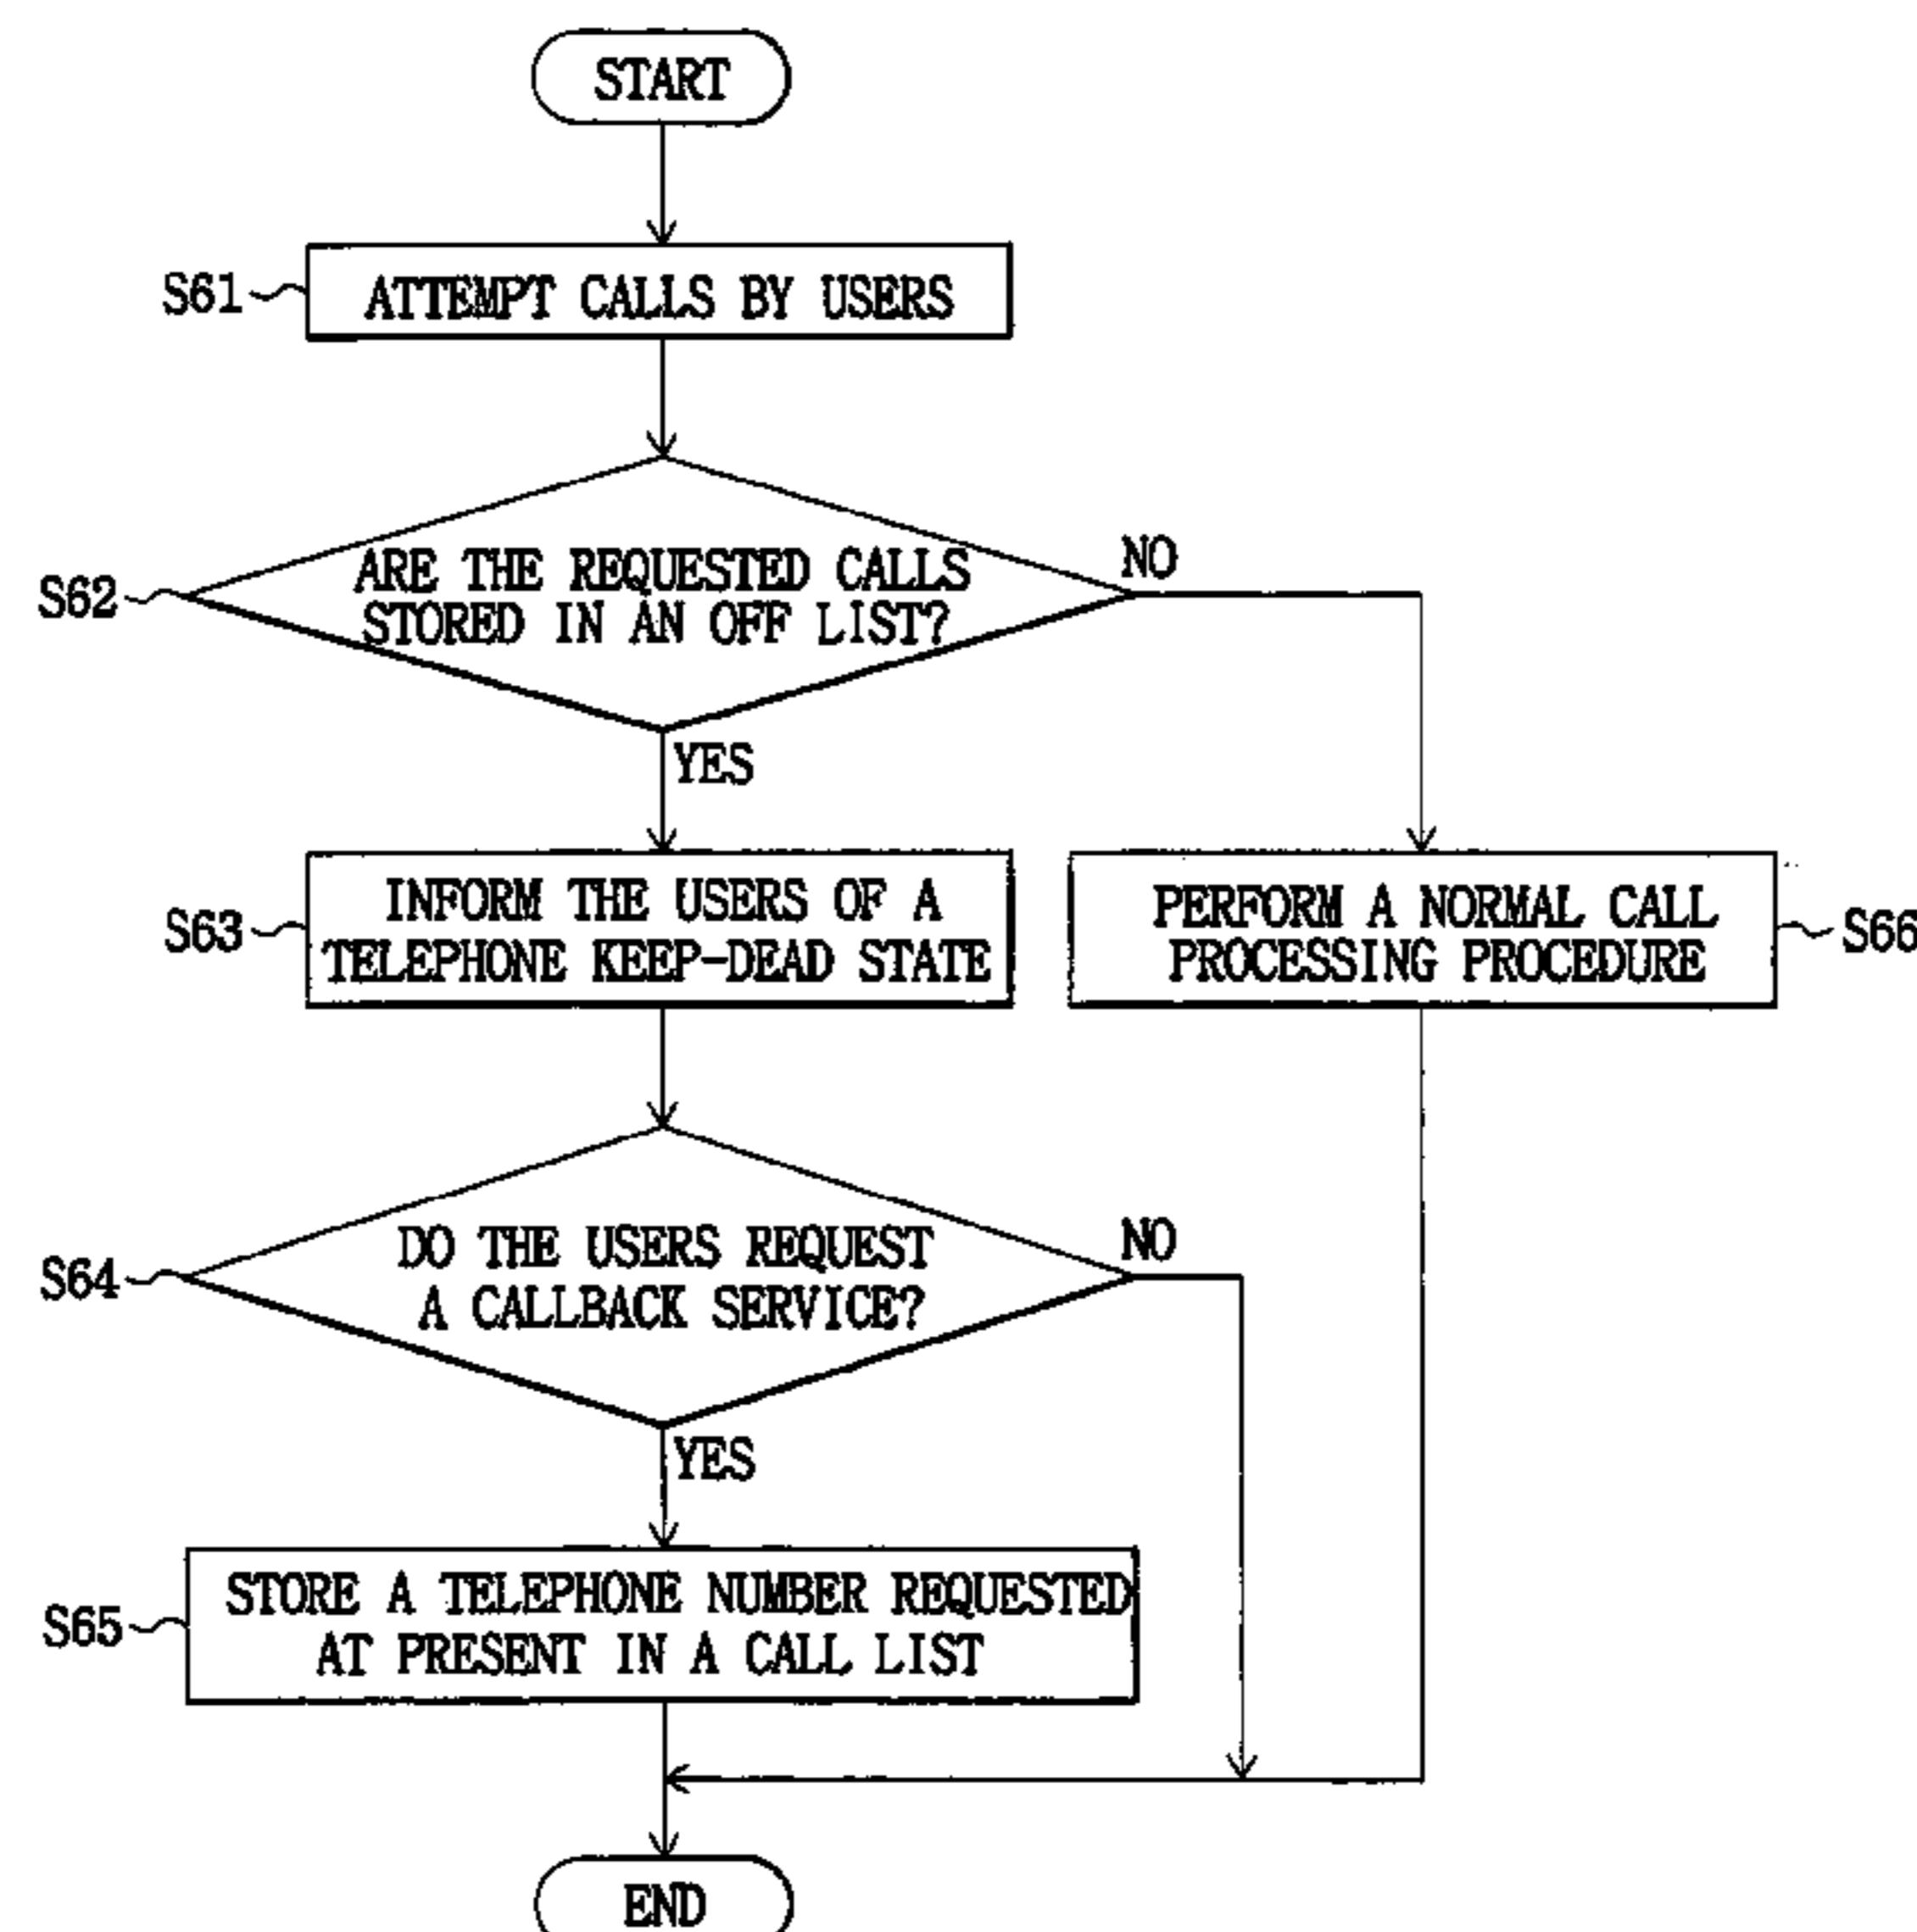 START
S61
ATTEMPT CALLS BY USERS
S62
ARE THE REQUESTED CALLS
STORED IN AN OFF LIST?
NO
YES
S63
INFORM THE USERS OF A
TELEPHONE KEEP-DEAD STATE
PERFORM A NORMAL CALL
PROCESSING PROCEDURE
S66
S64
DO THE USERS REQUEST
A CALLBACK SERVICE?
NO
YES
S65
STORE A TELEPHONE NUMBER REQUESTED
AT PRESENT IN A CALL LIST
END